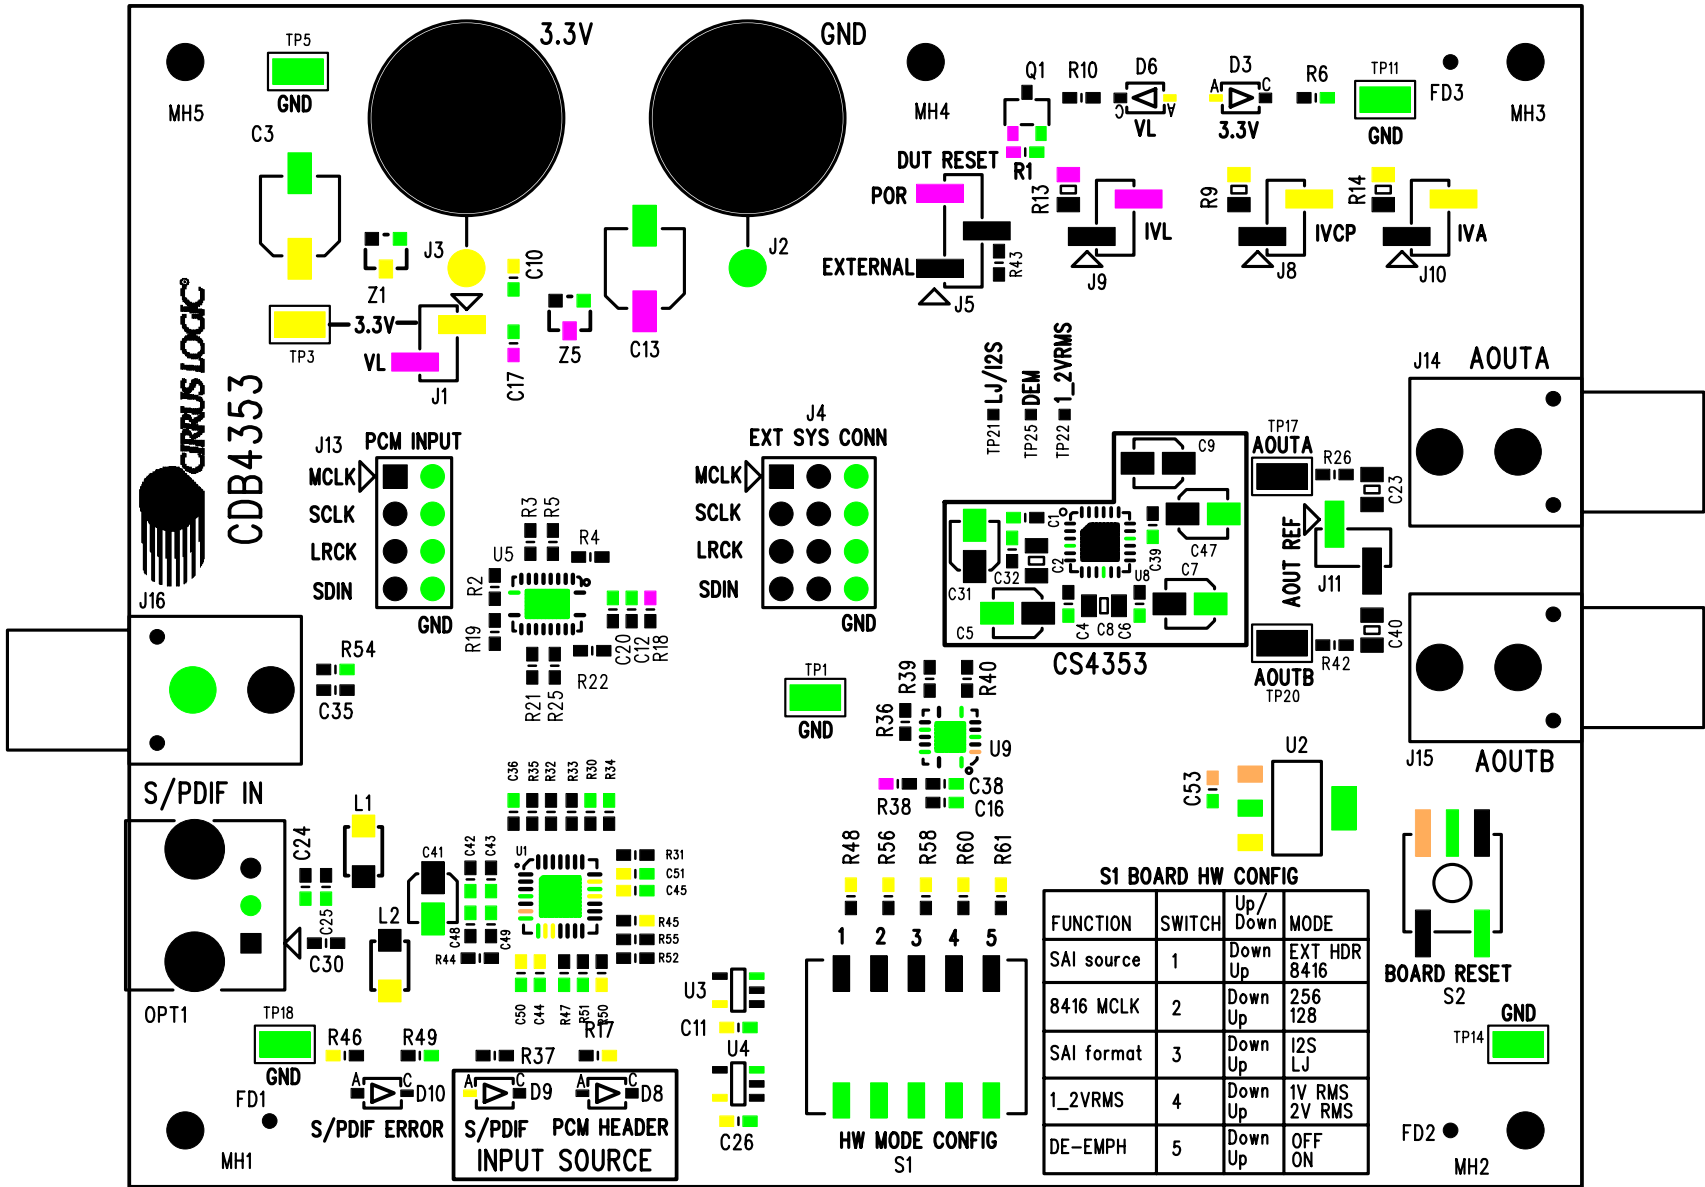 3.3V
GND
TP5
GND
MH5
C3
MH4
Q1
R10
D6
D3
R6
TP11
FD3
MH3
A
C
A
C
VL
3.3V
GND
DUT RESET
R1
POR
R13
IVL
R9
IVCP
R14
IVA
EXTERNAL
R43
J5
J9
J8
J10
Z1
J3
C10
J2
TP3
3.3V
VL
J1
C17
Z5
C13
CIRRUS LOGIC®
CDB4353
TP21 LJ/I2S
TP25 DEM
TP22 1_2VRMS
J14
AOUTA
J13
PCM INPUT
MCLK
SCLK
LRCK
SDIN
GND
J4
EXT SYS CONN
MCLK
SCLK
LRCK
SDIN
GND
R3
R5
R4
U5
R2
R19
R21
R25
R22
C20
C12
R18
C9
C1
C2
C39
C47
C31
C32
U8
C7
C5
C4
C8
C6
CS4353
TP17
AOUTA
R26
C23
AOUT REF
J11
C40
R42
AOUTB
TP20
J16
R54
C35
S/PDIF IN
TP1
GND
R39
R40
R36
U9
R38
C38
C16
C53
U2
J15
AOUTB
L1
C24
C25
C30
L2
OPT1
C41
C42
C43
C36
R35
R32
R33
R30
R34
U1
R31
C51
C45
R45
R55
R52
C48
C49
R44
C50
C44
R47
R51
R50
R17
R48
R56
R58
R60
R61
1
2
3
4
5
HW MODE CONFIG
S1
S1 BOARD HW CONFIG
FUNCTION SWITCH Up/Down MODE
SAI source 1 Down EXT HDR
Up 8416
8416 MCLK 2 Down 256
Up 128
SAI format 3 Down I2S
Up LJ
1_2VRMS 4 Down 1V RMS
Up 2V RMS
DE-EMPH 5 Down OFF
Up ON
BOARD RESET
S2
GND
TP14
TP18
GND
R46
R49
R37
U3
C11
U4
C26
A
C
D10
A
C
D9
A
C
D8
FD1
S/PDIF ERROR
S/PDIF
PCM HEADER
INPUT SOURCE
MH1
FD2
MH2